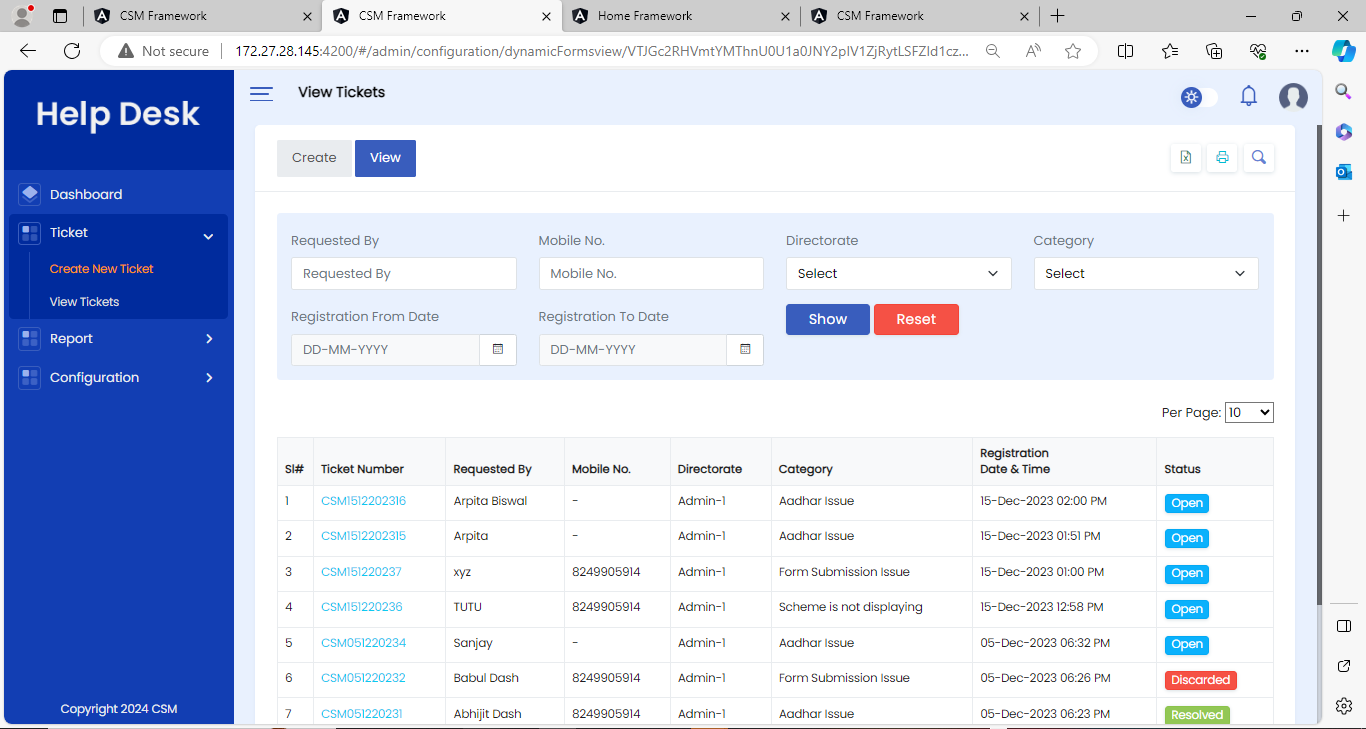 CSM Framework
CSM Framework
Home Framework
CSM Framework
Not secure
172.27.28.145:4200/#/admin/configuration/dynamicFormsview/VTJGc2RHVmtYMThnU0U1a0JNY2plV1ZjRytLSFZId1cz...
Help Desk
View Tickets
Create
View
Dashboard
Ticket
Create New Ticket
View Tickets
Report
Configuration
Copyright 2024 CSM
Requested By Mobile No. Directorate Category
Requested By Mobile No. Select Select
Registration From Date Registration To Date
DD-MM-YYYY DD-MM-YYYY
Show Reset
Per Page: 10
Sl# Ticket Number Requested By Mobile No. Directorate Category Registration Date & Time Status
1 CSM1512202316 Arpita Biswal - Admin-1 Aadhar Issue 15-Dec-2023 02:00 PM Open
2 CSM1512202315 Arpita - Admin-1 Aadhar Issue 15-Dec-2023 01:51 PM Open
3 CSM151220237 xyz 8249905914 Admin-1 Form Submission Issue 15-Dec-2023 01:00 PM Open
4 CSM151220236 TUTU 8249905914 Admin-1 Scheme is not displaying 15-Dec-2023 12:58 PM Open
5 CSM051220234 Sanjay - Admin-1 Aadhar Issue 05-Dec-2023 06:32 PM Open
6 CSM051220232 Babul Dash 8249905914 Admin-1 Form Submission Issue 05-Dec-2023 06:26 PM Discarded
7 CSM051220231 Abhijit Dash 8249905914 Admin-1 Aadhar Issue 05-Dec-2023 06:23 PM Resolved